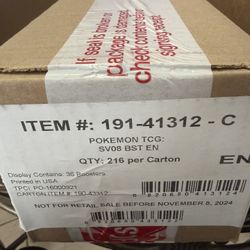 If seal is broken or
package is damaged,
check contents before
signing receipt.
ITEM #: 191-41312 - C
POKEMON TCG:
SV08 BST EN
QTY: 216 per Carton
EN
Display Contains: 36 Boosters
Printed in USA
TPCi: PO-16000921
CARTON ITEM#: 190-41312
NOT FOR RETAIL SALE BEFORE NOVEMBER 8, 2024